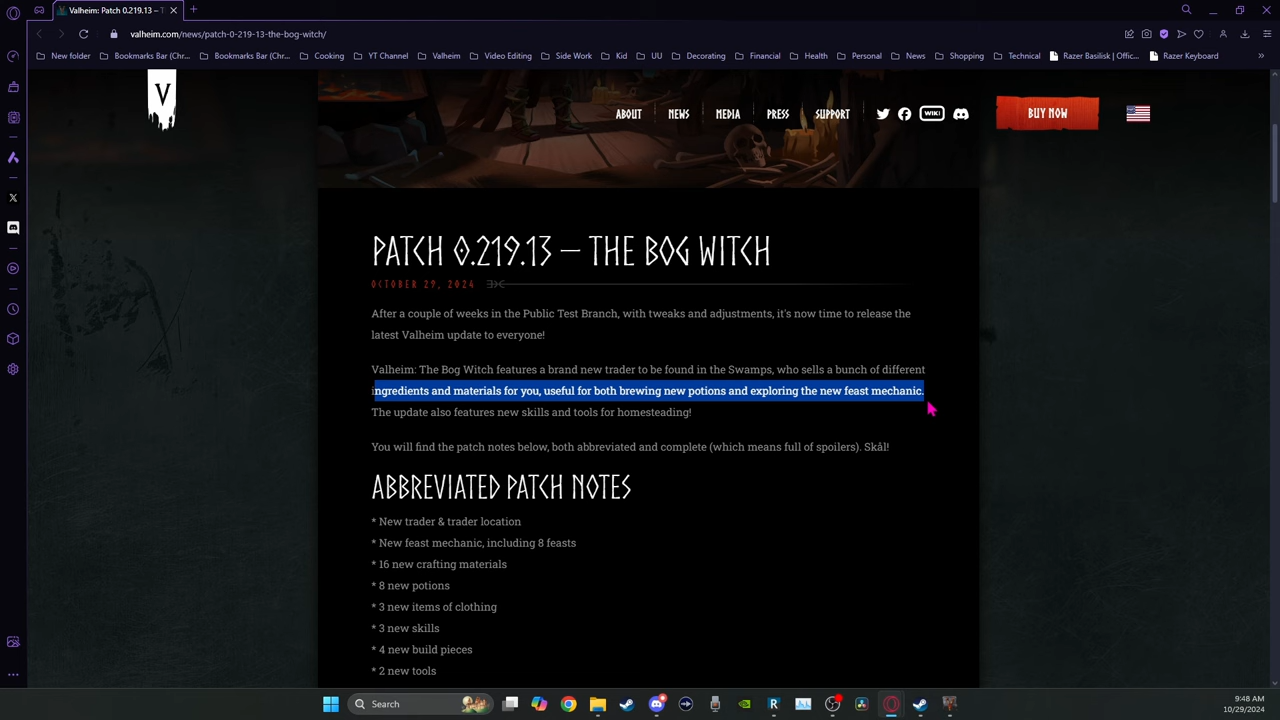 Valheim: Patch 0.219.13 – T
valheim.com/news/patch-0-219-13-the-bog-witch/
New folder
Bookmarks Bar (Chr...
Bookmarks Bar (Chr...
Cooking
YT Channel
Valheim
Video Editing
Side Work
Kid
UU
Decorating
Financial
Health
Personal
News
Shopping
Technical
Razer Basilisk | Offic...
Razer Keyboard
V
ABOUT
NEWS
MEDIA
PRESS
SUPPORT
WIKI
BUY NOW
PATCH 0.219.13 – THE BOG WITCH
OCTOBER 29, 2024
After a couple of weeks in the Public Test Branch, with tweaks and adjustments, it's now time to release the
latest Valheim update to everyone!
Valheim: The Bog Witch features a brand new trader to be found in the Swamps, who sells a bunch of different
ingredients and materials for you, useful for both brewing new potions and exploring the new feast mechanic.
The update also features new skills and tools for homesteading!
You will find the patch notes below, both abbreviated and complete (which means full of spoilers). Skål!
ABBREVIATED PATCH NOTES
* New trader & trader location
* New feast mechanic, including 8 feasts
* 16 new crafting materials
* 8 new potions
* 3 new items of clothing
* 3 new skills
* 4 new build pieces
* 2 new tools
Search
9:48 AM
10/29/2024